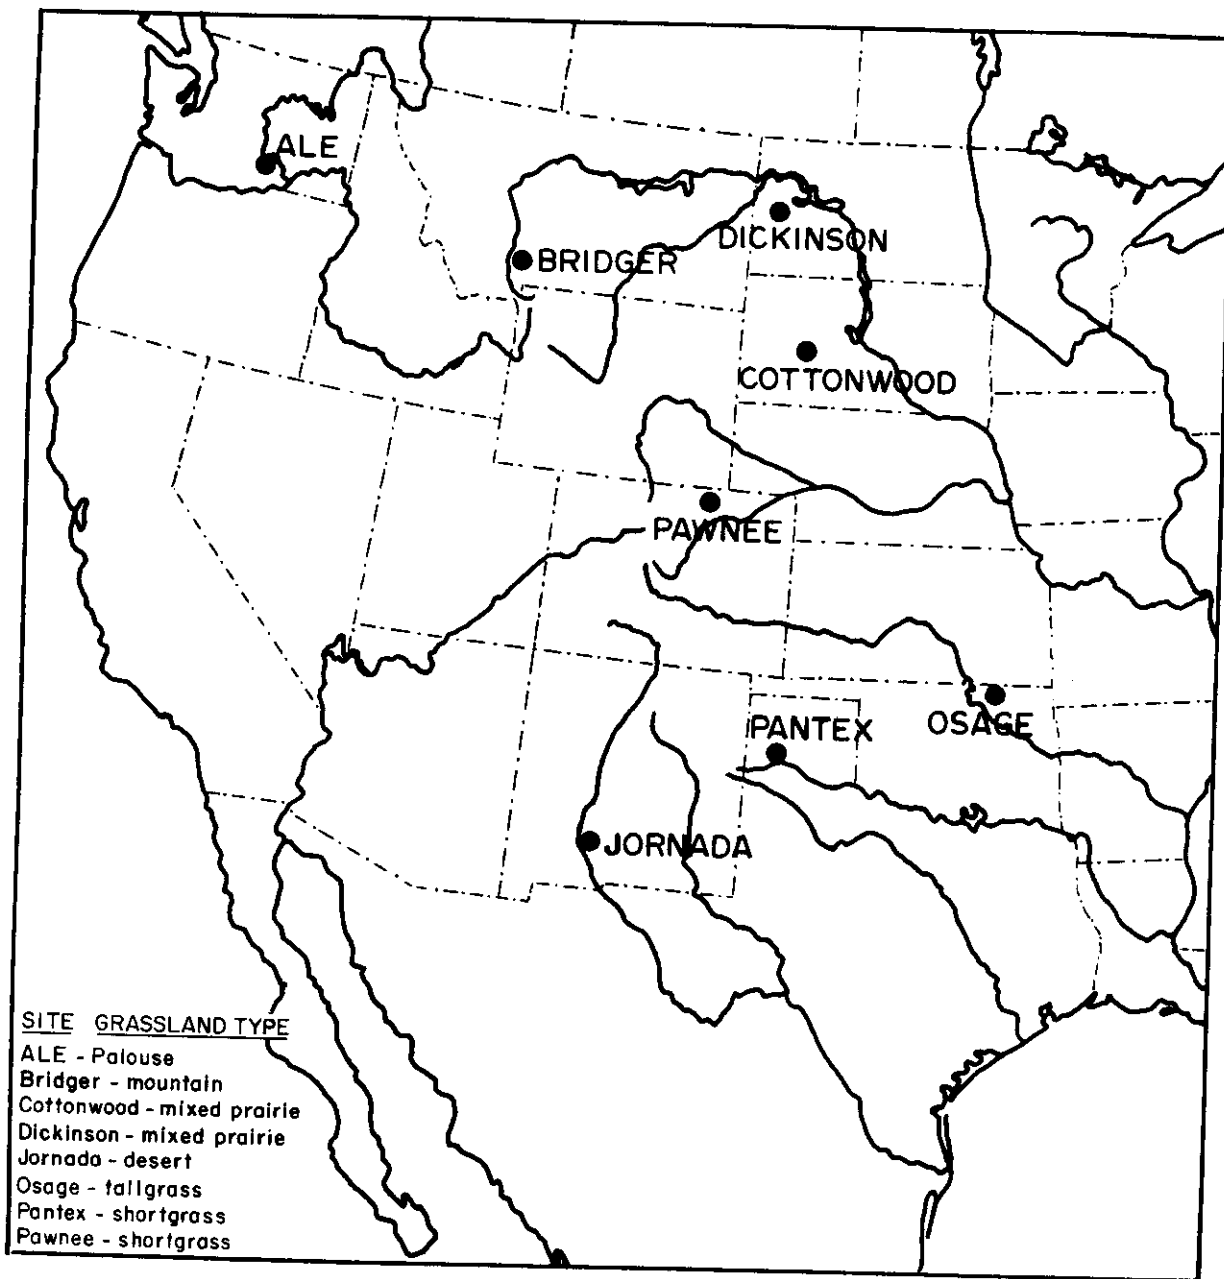 ALE
DICKINSON
BRIDGER
COTTONWOOD
PAWNEE
PANTEX
OSAGE
JORNADA
SITE GRASSLAND TYPE
ALE - Palouse
Bridger - mountain
Cottonwood - mixed prairie
Dickinson - mixed prairie
Jornada - desert
Osage - tallgrass
Pantex - shortgrass
Pawnee - shortgrass